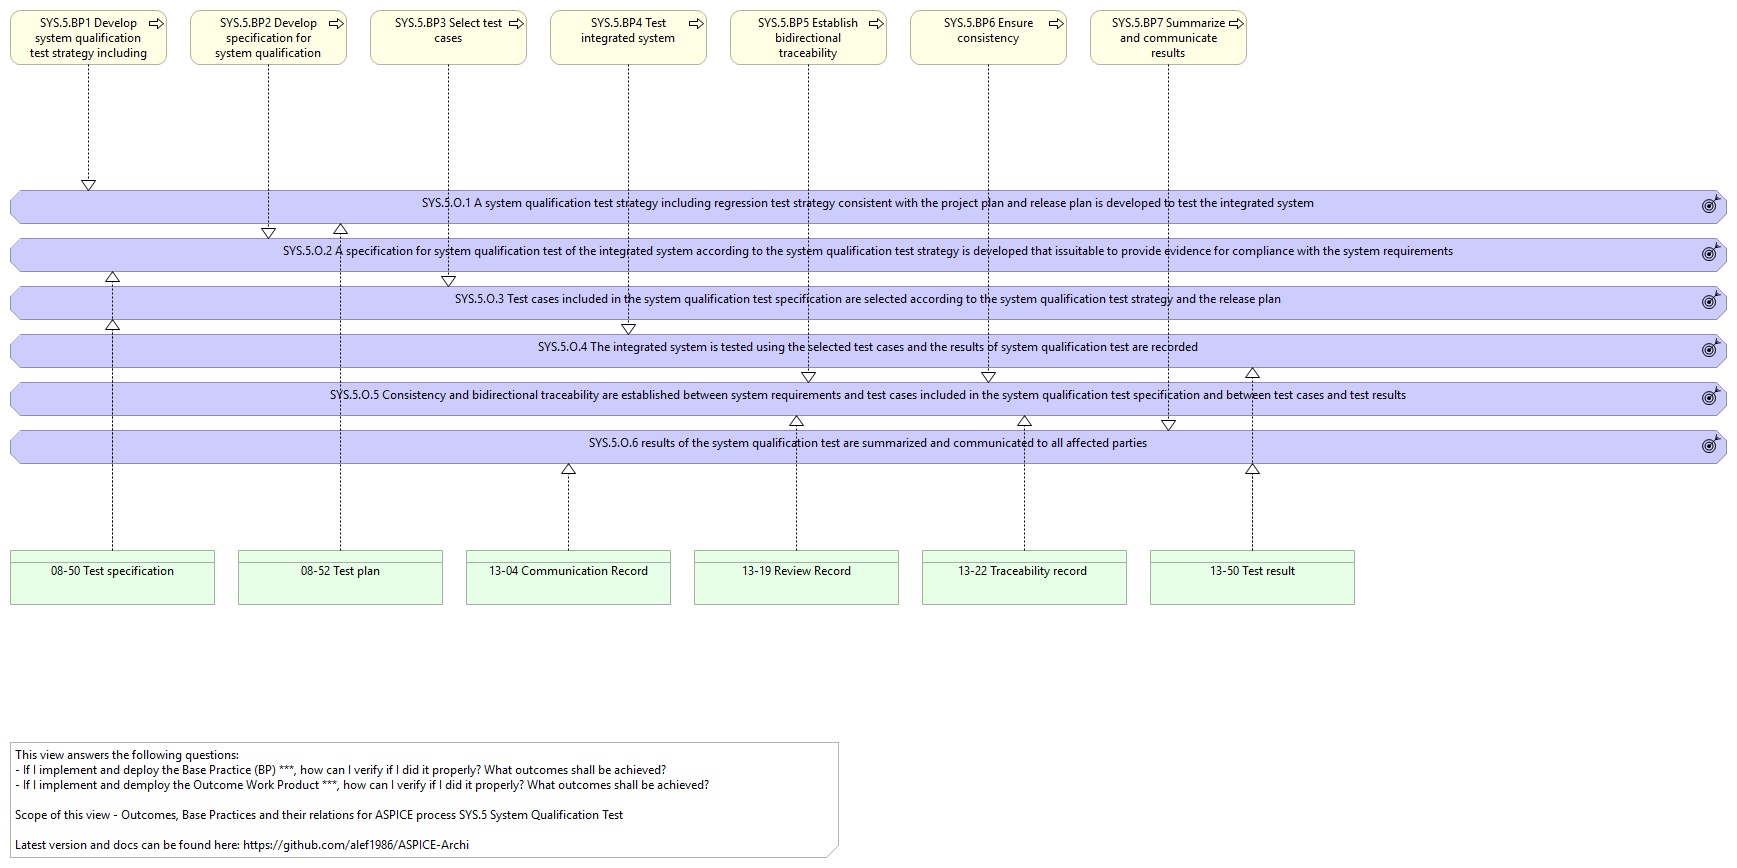 SYS.5.BP1 Develop
system qualification
test strategy including
SYS.5.BP2 Develop
specification for
system qualification
SYS.5.BP3 Select test
cases
SYS.5.BP4 Test
integrated system
SYS.5.BP5 Establish
bidirectional
traceability
SYS.5.BP6 Ensure
consistency
SYS.5.BP7 Summarize
and communicate
results
SYS.5.O.1 A system qualification test strategy including regression test strategy consistent with the project plan and release plan is developed to test the integrated system
SYS.5.O.2 A specification for system qualification test of the integrated system according to the system qualification test strategy is developed that issuitable to provide evidence for compliance with the system requirements
SYS.5.O.3 Test cases included in the system qualification test specification are selected according to the system qualification test strategy and the release plan
SYS.5.O.4 The integrated system is tested using the selected test cases and the results of system qualification test are recorded
SYS.5.O.5 Consistency and bidirectional traceability are established between system requirements and test cases included in the system qualification test specification and between test cases and test results
SYS.5.O.6 results of the system qualification test are summarized and communicated to all affected parties
08-50 Test specification
08-52 Test plan
13-04 Communication Record
13-19 Review Record
13-22 Traceability record
13-50 Test result
This view answers the following questions:
- If I implement and deploy the Base Practice (BP) ***, how can I verify if I did it properly? What outcomes shall be achieved?
- If I implement and demploy the Outcome Work Product ***, how can I verify if I did it properly? What outcomes shall be achieved?
Scope of this view - Outcomes, Base Practices and their relations for ASPICE process SYS.5 System Qualification Test
Latest version and docs can be found here: https://github.com/alef1986/ASPICE-Archi